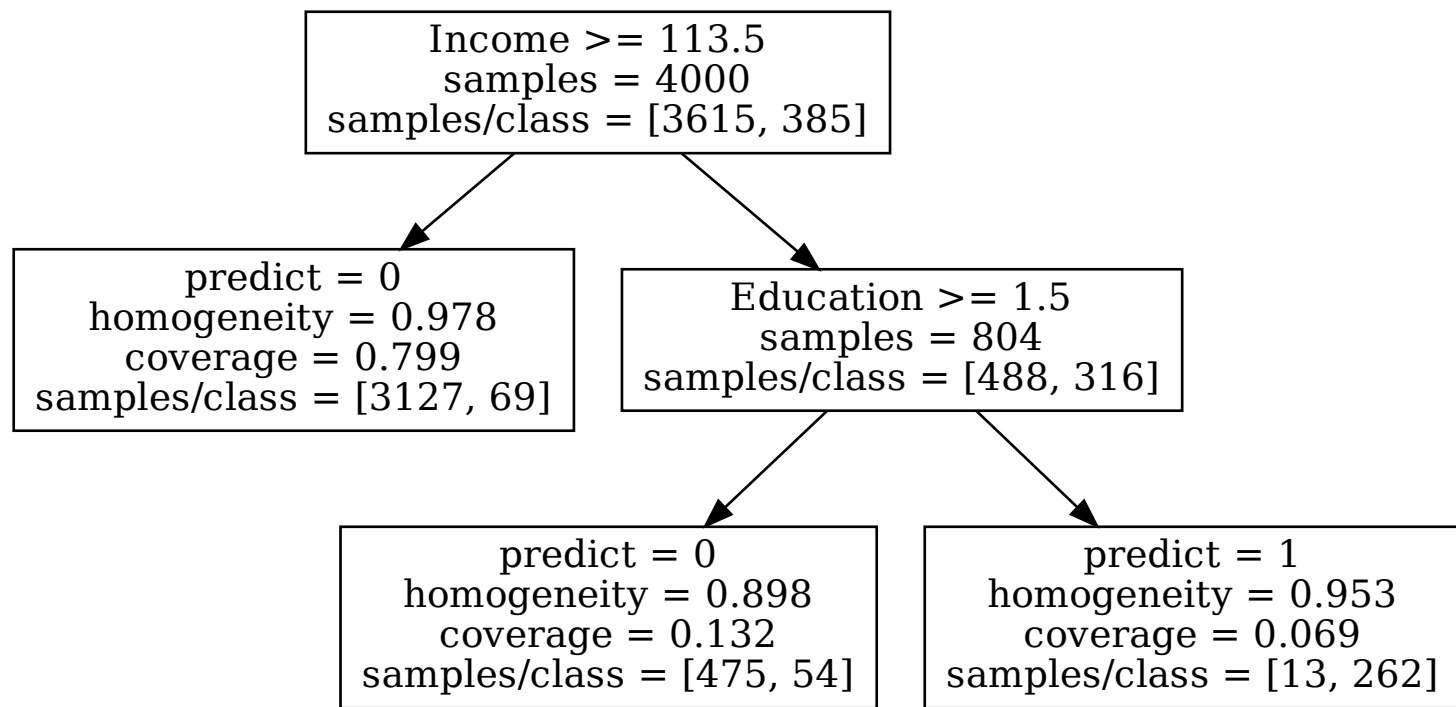 Income >= 113.5
samples = 4000
samples/class = [3615, 385]
predict = 0
homogeneity = 0.978
coverage = 0.799
samples/class = [3127, 69]
Education >= 1.5
samples = 804
samples/class = [488, 316]
predict = 0
homogeneity = 0.898
coverage = 0.132
samples/class = [475, 54]
predict = 1
homogeneity = 0.953
coverage = 0.069
samples/class = [13, 262]